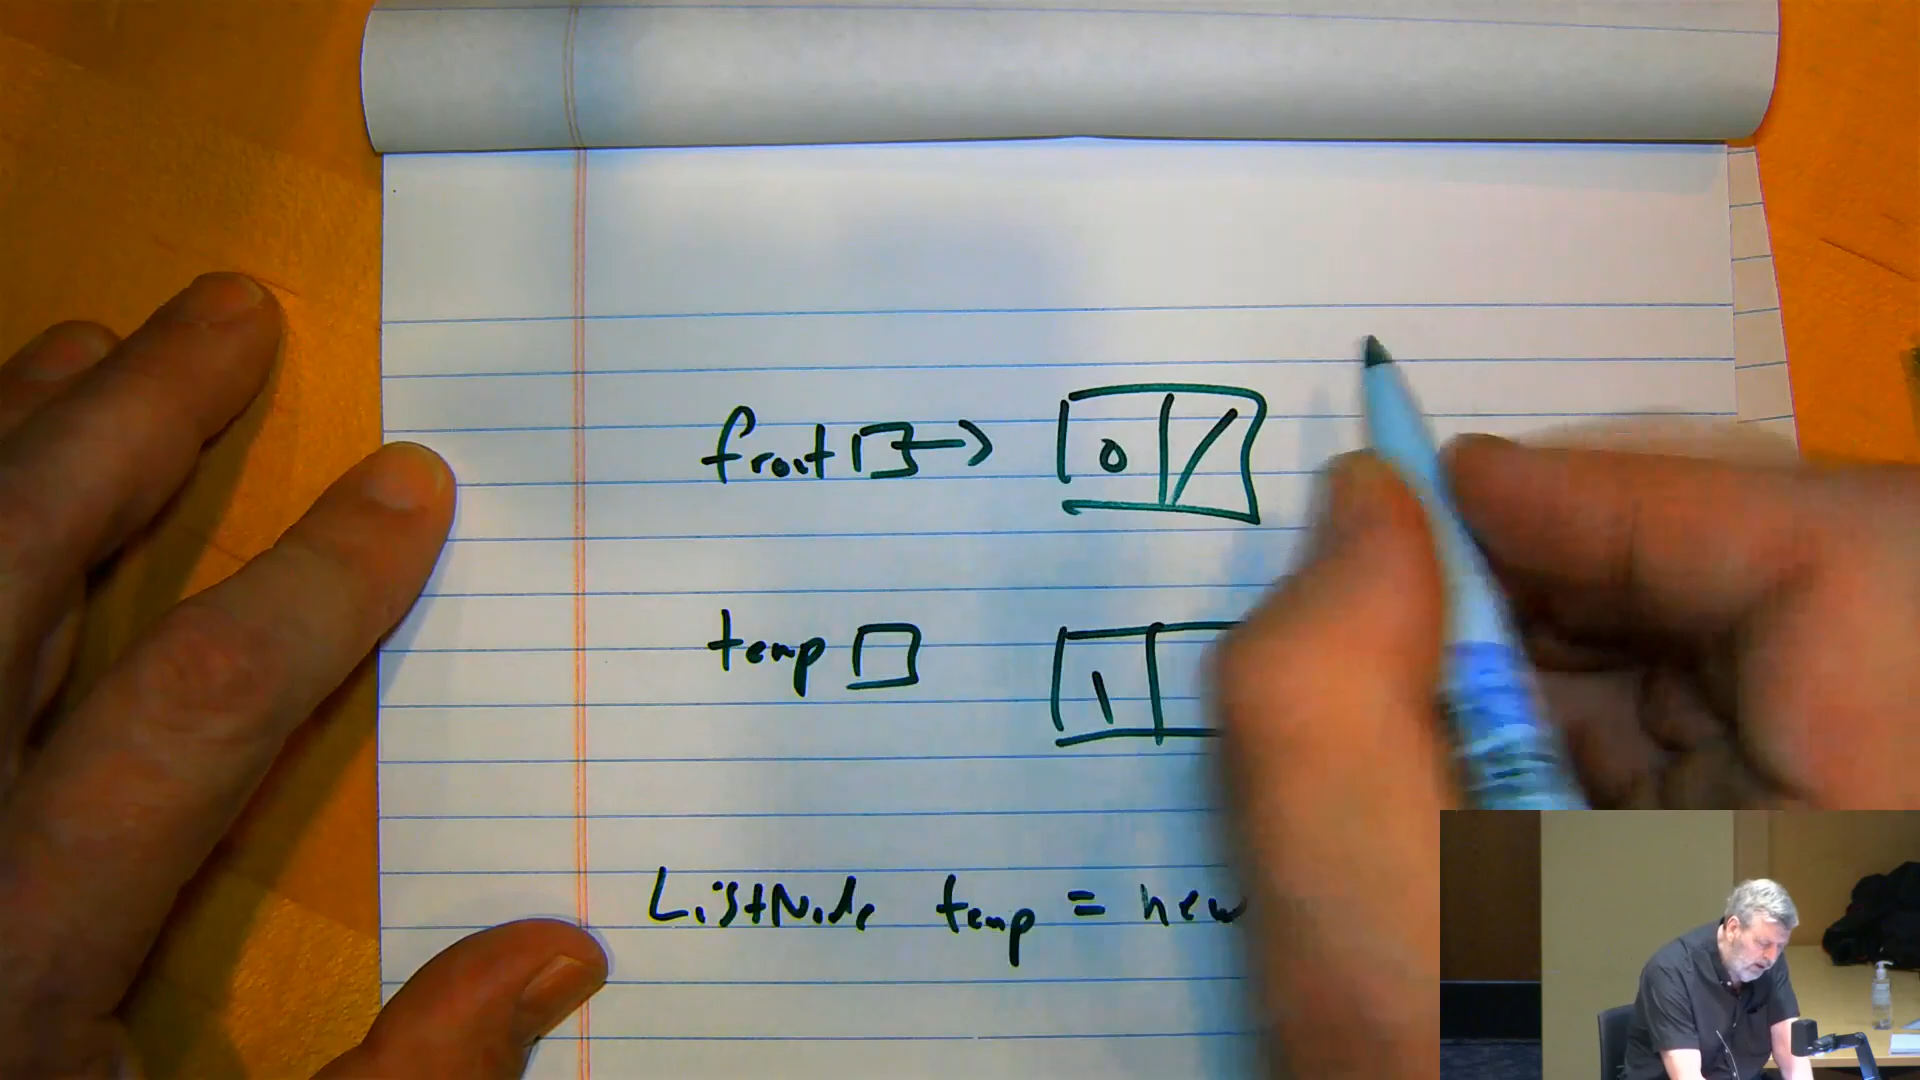 front 0
temp 1
ListNode temp = new